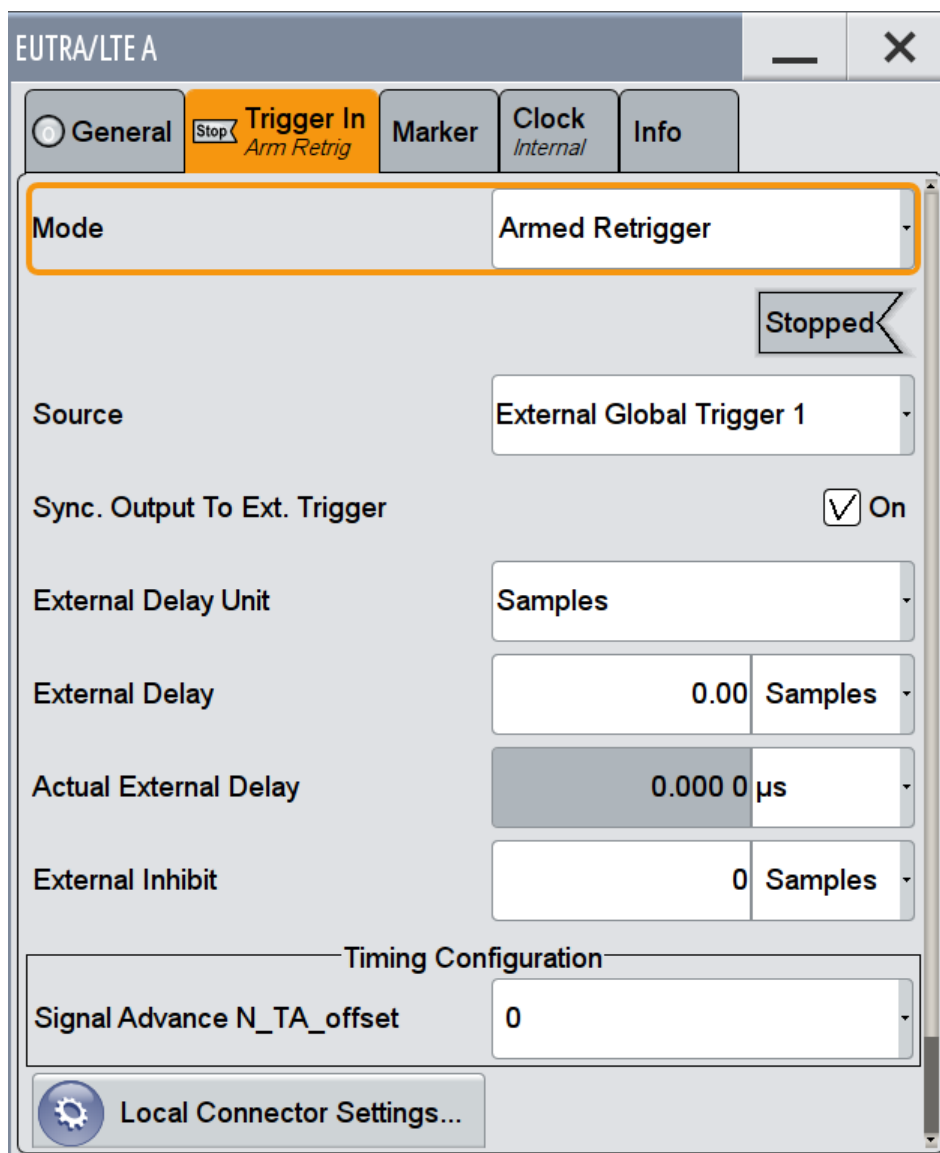 EUTRA/LTE A
General
Stop
Trigger In
Arm Retrig
Marker
Clock
Internal
Info
Mode
Armed Retrigger
Stopped
Source
External Global Trigger 1
Sync. Output To Ext. Trigger
On
External Delay Unit
Samples
External Delay
0.00 Samples
Actual External Delay
0.000 0 µs
External Inhibit
0 Samples
Timing Configuration
Signal Advance N_TA_offset
0
Local Connector Settings...